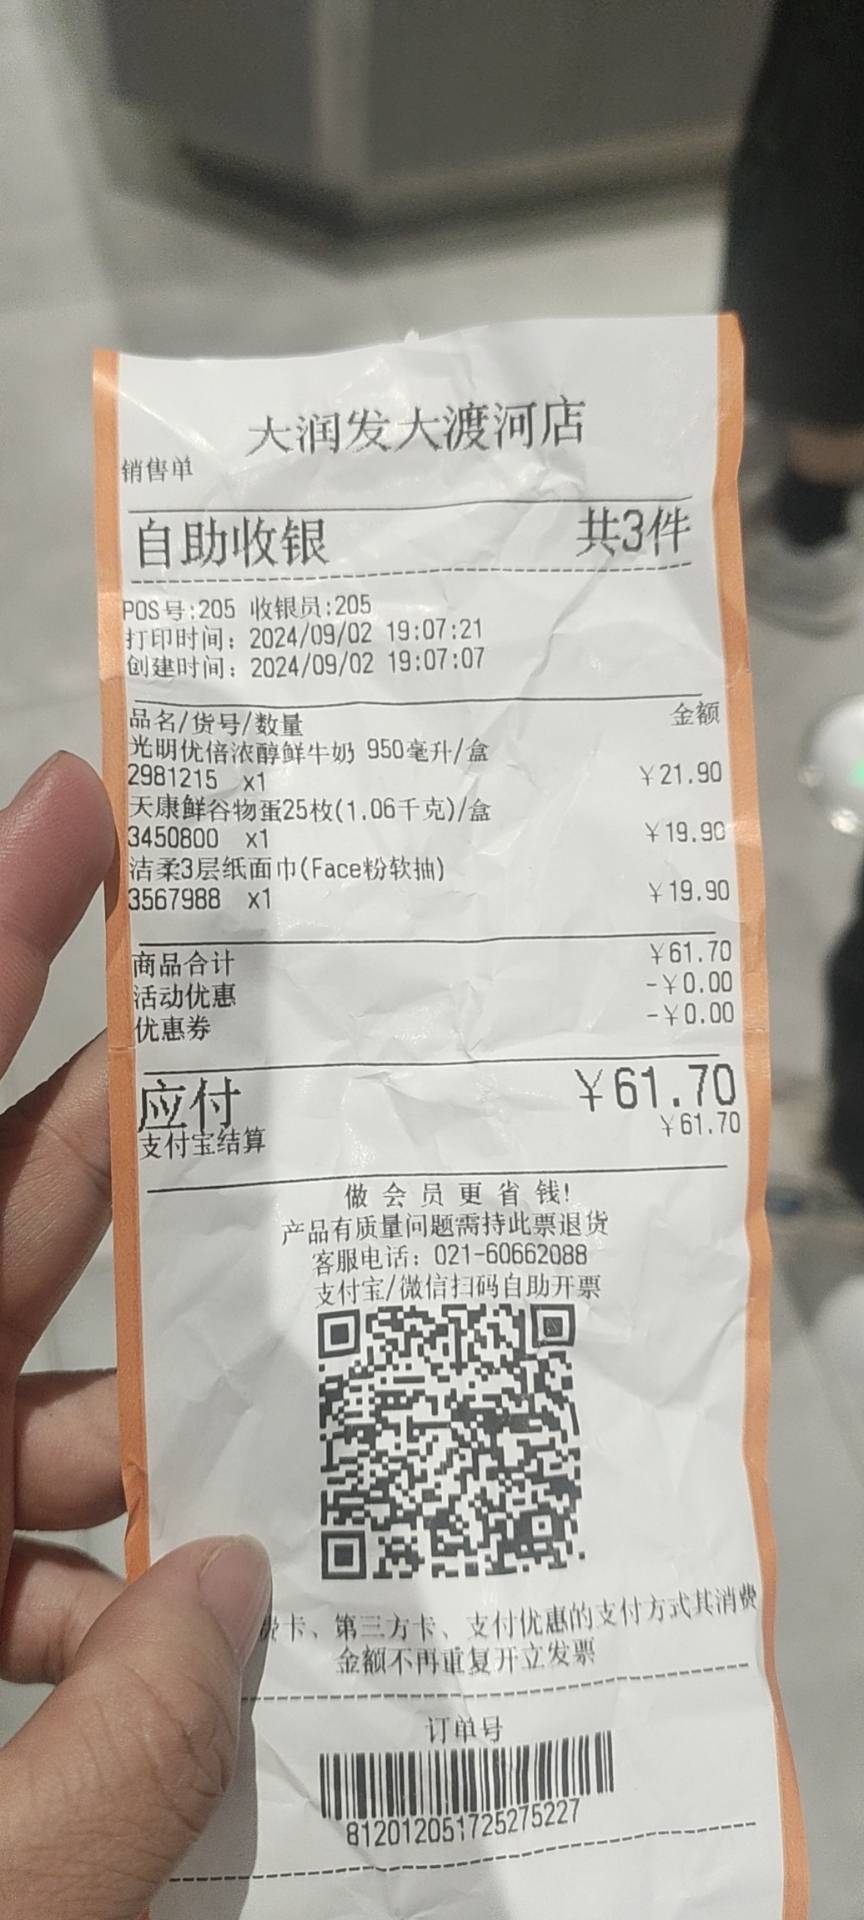 大润发大渡河店
销售单
自助收银 共3件
POS号:205 收银员:205
打印时间：2024/09/02 19:07:21
创建时间：2024/09/02 19:07:07
品名/货号/数量 金额
光明优倍浓醇鲜牛奶 950毫升/盒
2981215 x1 ￥21.90
天康鲜谷物蛋25枚(1.06千克)/盒
3450800 x1 ￥19.90
洁柔3层纸面巾(Face粉软抽)
3567988 x1 ￥19.90
商品合计 ￥61.70
活动优惠 -￥0.00
优惠券 -￥0.00
应付 ￥61.70
支付宝结算 ￥61.70
做会员更省钱!
产品有质量问题需持此票退货
客服电话：021-60662088
支付宝/微信扫码自助开票
费卡、第三方卡、支付优惠的支付方式其消费
金额不再重复开立发票
订单号
812012051725275227